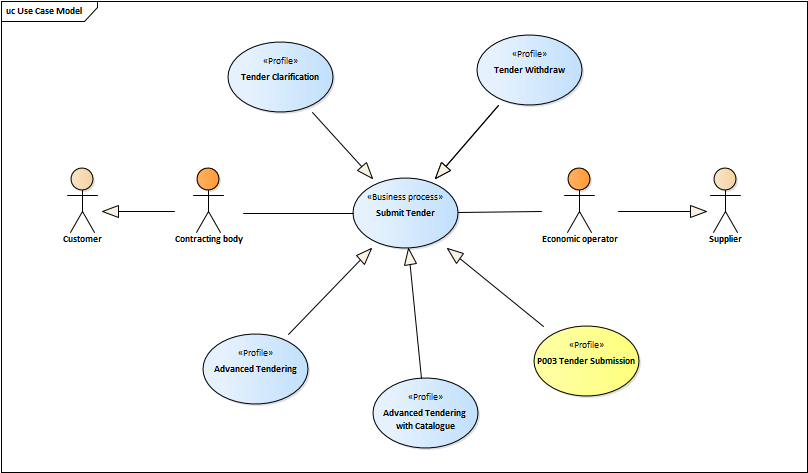 uc Use Case Model
«Profile»
Tender Clarification
«Profile»
Tender Withdraw
Customer
Contracting body
«Business process»
Submit Tender
Economic operator
Supplier
«Profile»
Advanced Tendering
«Profile»
Advanced Tendering
with Catalogue
«Profile»
P003 Tender Submission